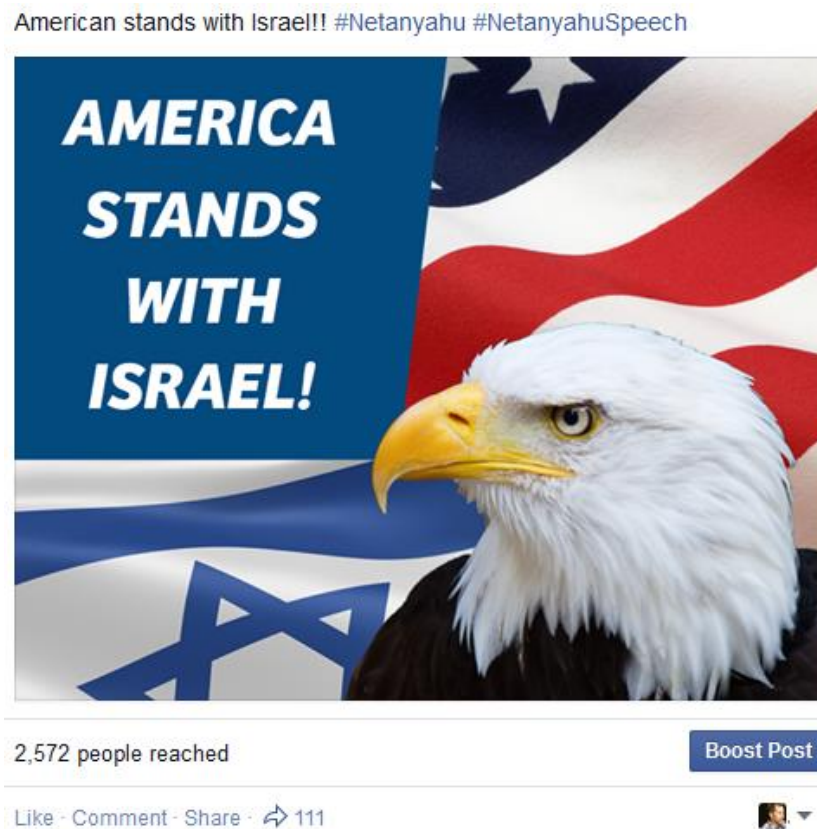 American stands with Israel!! #Netanyahu #NetanyahuSpeech
AMERICA
STANDS
WITH
ISRAEL!
2,572 people reached
Boost Post
Like · Comment · Share · 111